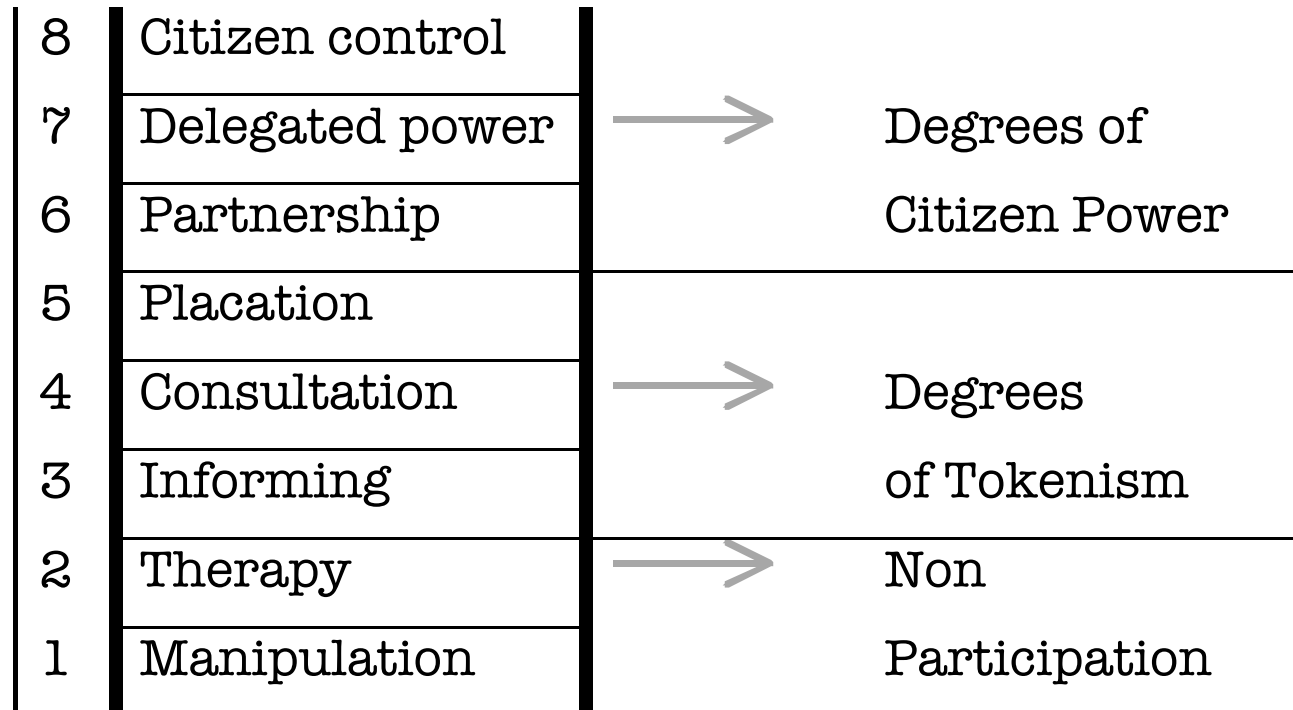 8 Citizen control
7 Delegated power Degrees of
6 Partnership Citizen Power
5 Placation
4 Consultation Degrees
3 Informing of Tokenism
2 Therapy Non
1 Manipulation Participation